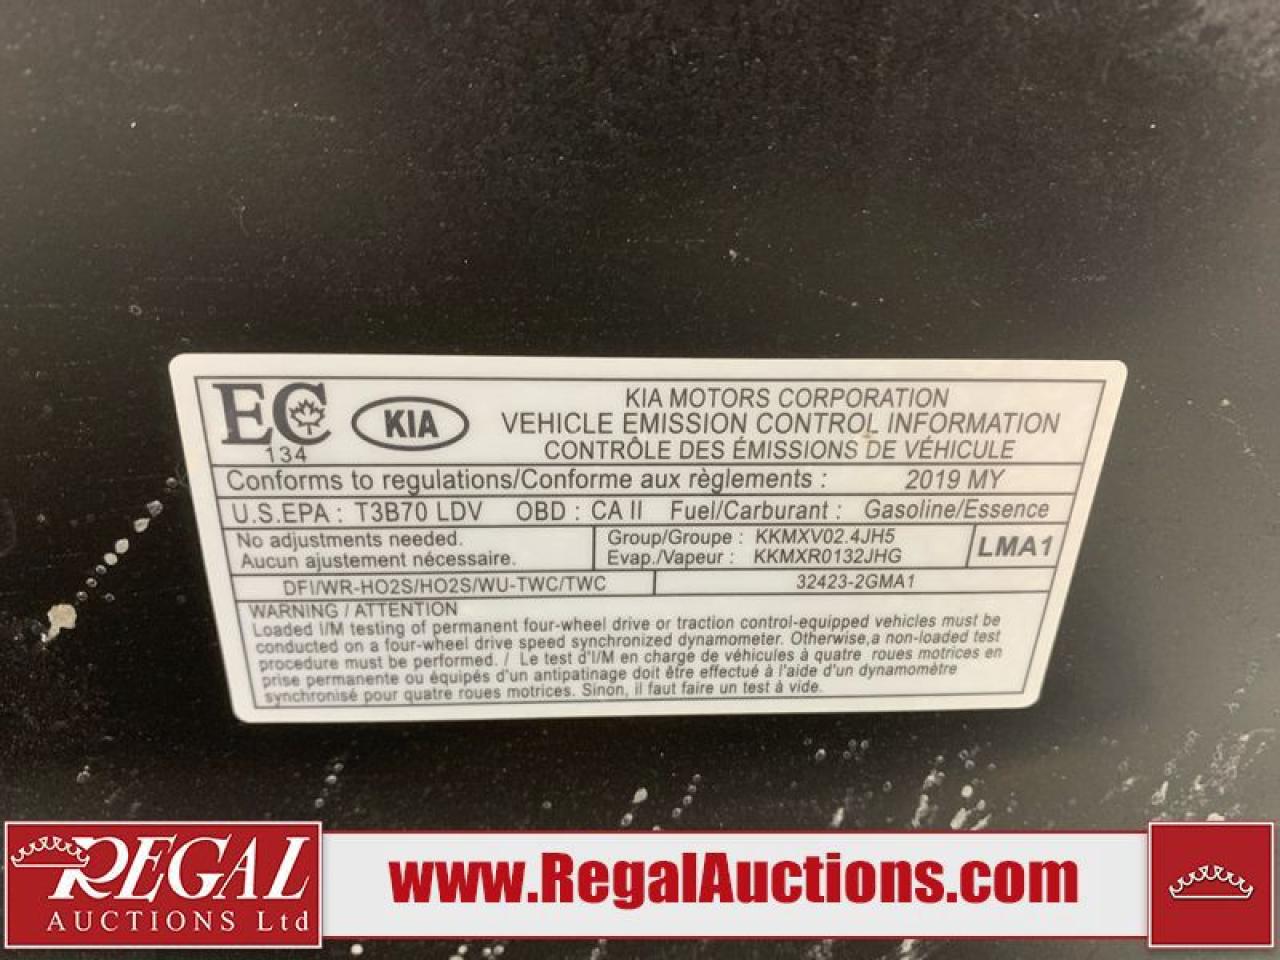 EC
134
KIA
KIA MOTORS CORPORATION
VEHICLE EMISSION CONTROL INFORMATION
CONTRÔLE DES ÉMISSIONS DE VÉHICULE
Conforms to regulations/Conforme aux règlements : 2019 MY
U.S.EPA : T3B70 LDV OBD : CA II Fuel/Carburant : Gasoline/Essence
No adjustments needed.
Aucun ajustement nécessaire.
Group/Groupe : KKMXV02.4JH5
Evap./Vapeur : KKMXR0132JHG
LMA1
DFI/WR-HO2S/HO2S/WU-TWC/TWC
32423-2GMA1
WARNING / ATTENTION
Loaded I/M testing of permanent four-wheel drive or traction control-equipped vehicles must be
conducted on a four-wheel drive speed synchronized dynamometer. Otherwise,a non-loaded test
procedure must be performed. / Le test d'I/M en charge de véhicules à quatre roues motrices en
prise permanente ou équipés d'un antipatinage doit être effectué à l'aide d'un dynamomètre
synchronisé pour quatre roues motrices. Sinon, il faut faire un test à vide.
REGAL
AUCTIONS Ltd
www.RegalAuctions.com